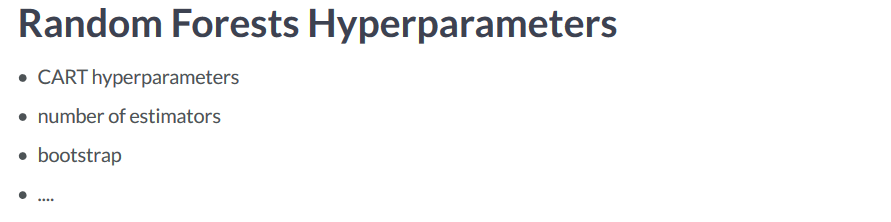 Random Forests Hyperparameters
• CART hyperparameters
• number of estimators
• bootstrap
• ....